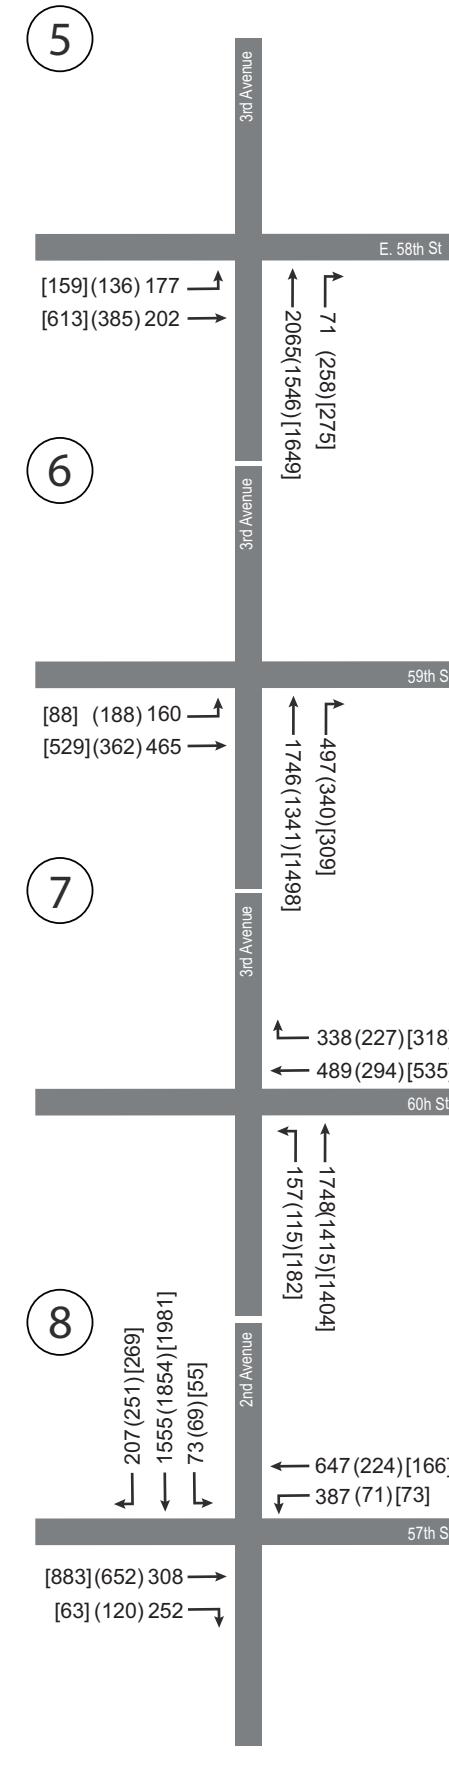 5
3rd Avenue
E. 58th St
[159](136) 177
[613](385) 202
2065(1546)[1649]
71 (258)[275]
6
3rd Avenue
59th S
[88] (188) 160
[529](362) 465
1746(1341)[1498]
497(340)[309]
7
3rd Avenue
338(227)[318]
489(294)[535]
60h St
157(115)[182]
1748(1415)[1404]
8
2nd Avenue
207(251)[269]
1555(1854)[1981]
73(69)[55]
647(224)[166]
387 (71)[73]
57th S
[883](652) 308
[63](120) 252